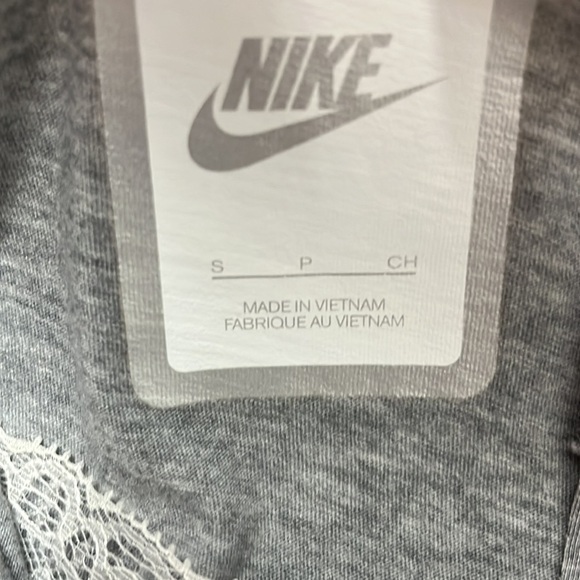 NIKE
S P CH
MADE IN VIETNAM
FABRIQUE AU VIETNAM